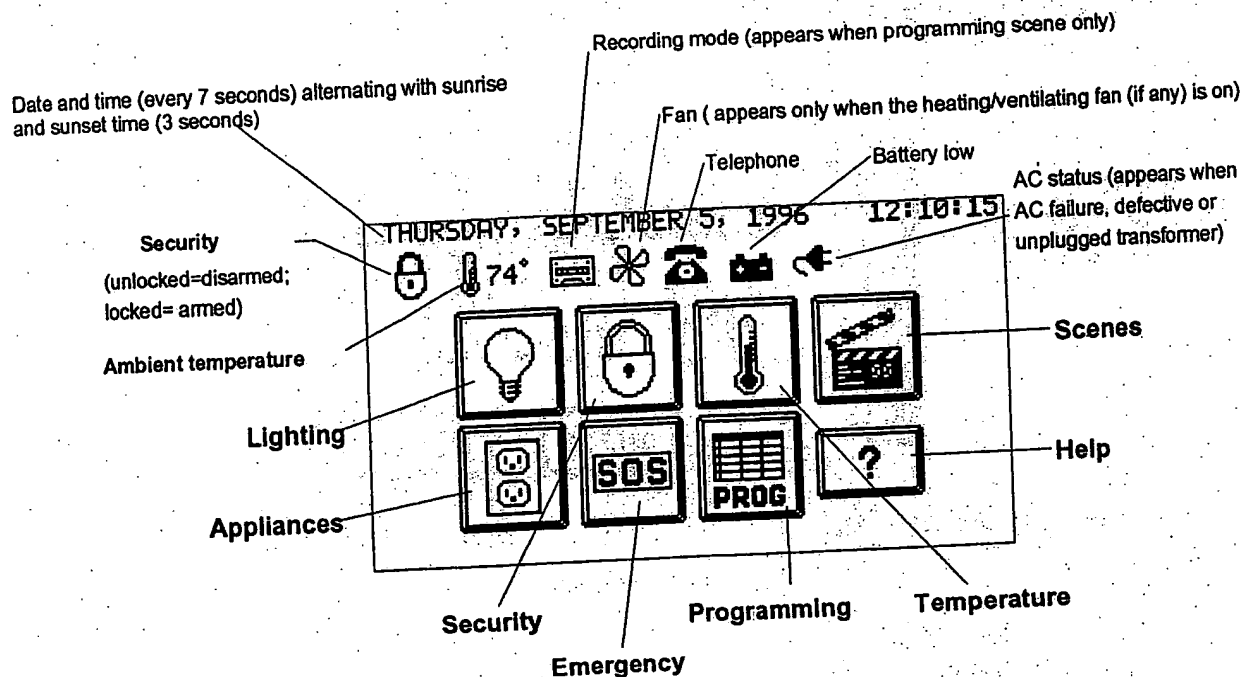 Recording mode (appears when programming scene only)
Date and time (every 7 seconds) alternating with sunrise
and sunset time (3 seconds)
Fan ( appears only when the heating/ventilating fan (if any) is on)
Telephone
Battery low
AC status (appears when
AC failure, defective or
unplugged transformer)
THURSDAY, SEPTEMBER 5, 1996 12:10:15
Security
(unlocked=disarmed;
locked= armed)
74°
Ambient temperature
Scenes
Lighting
Help
?
SOS
PROG
Appliances
Security
Emergency
Programming
Temperature